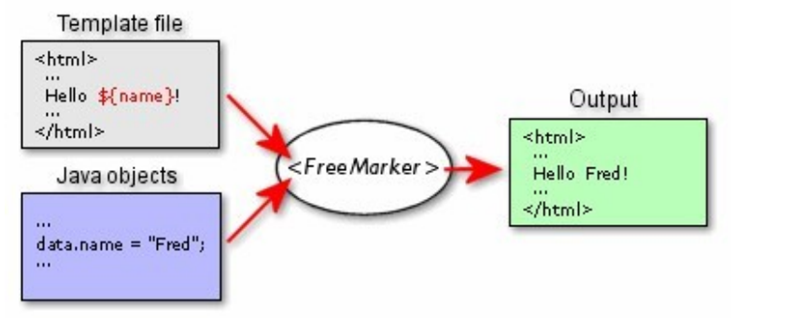 Template file
<html>
...
Hello ${name}!
...
</html>
Java objects
...
data.name = "Fred";
...
<FreeMarker>
Output
<html>
...
Hello Fred!
...
</html>